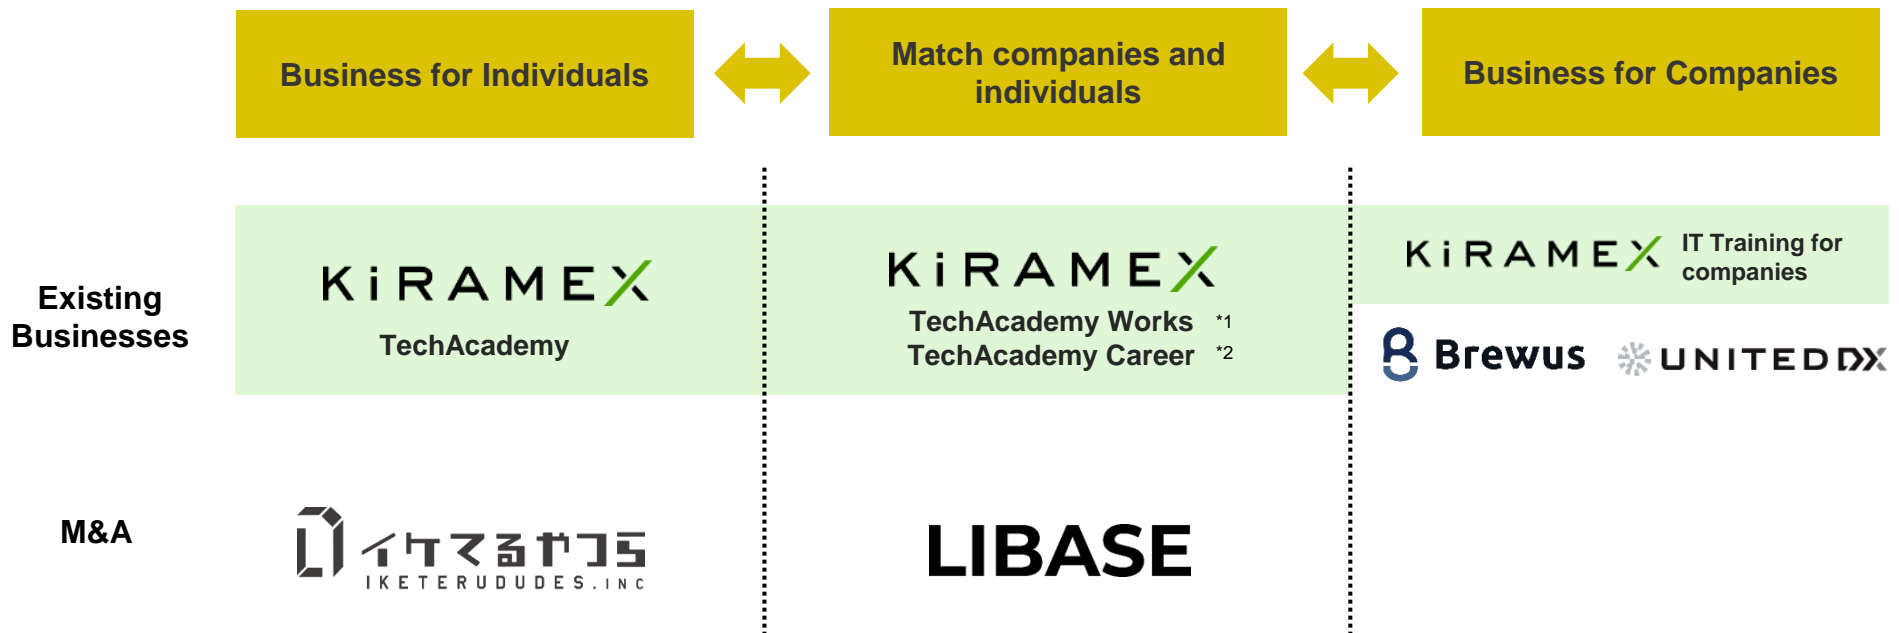 Business for Individuals
Match companies and
individuals
Business for Companies
Existing
Businesses
KiRAMEX
TechAcademy
KiRAMEX
TechAcademy Works *1
TechAcademy Career *2
KiRAMEX
IT Training for
companies
Brewus
UNITED DX
M&A
イケてるやつら
IKETERUDUDES.INC
LIBASE